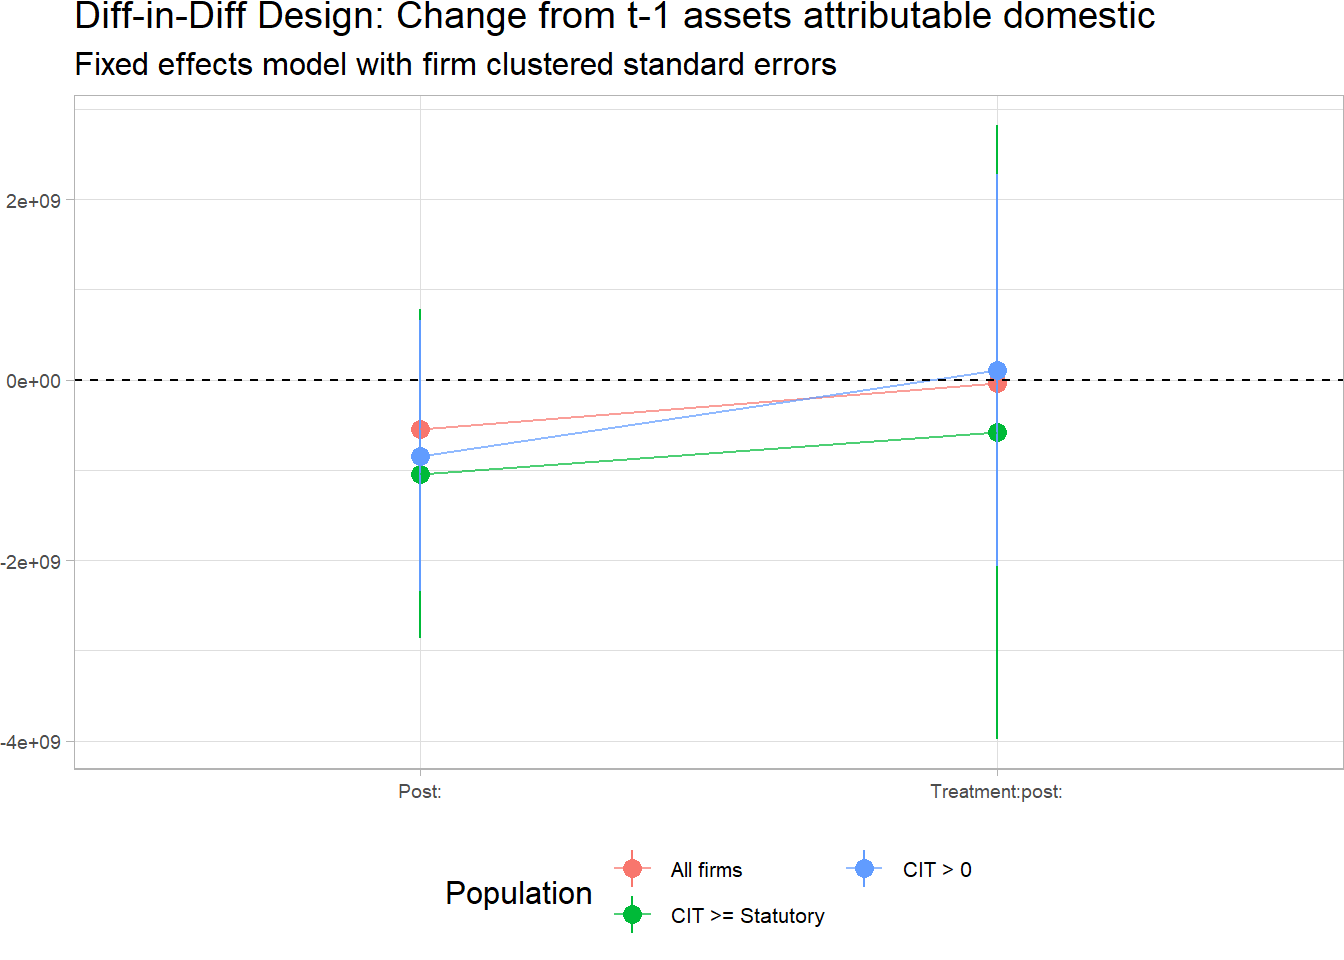 Diff-in-Diff Design: Change from t-1 assets attributable domestic
Fixed effects model with firm clustered standard errors
2e+09
0e+00
-2e+09
-4e+09
Post:
Treatment:post:
Population
All firms
CIT > 0
CIT >= Statutory